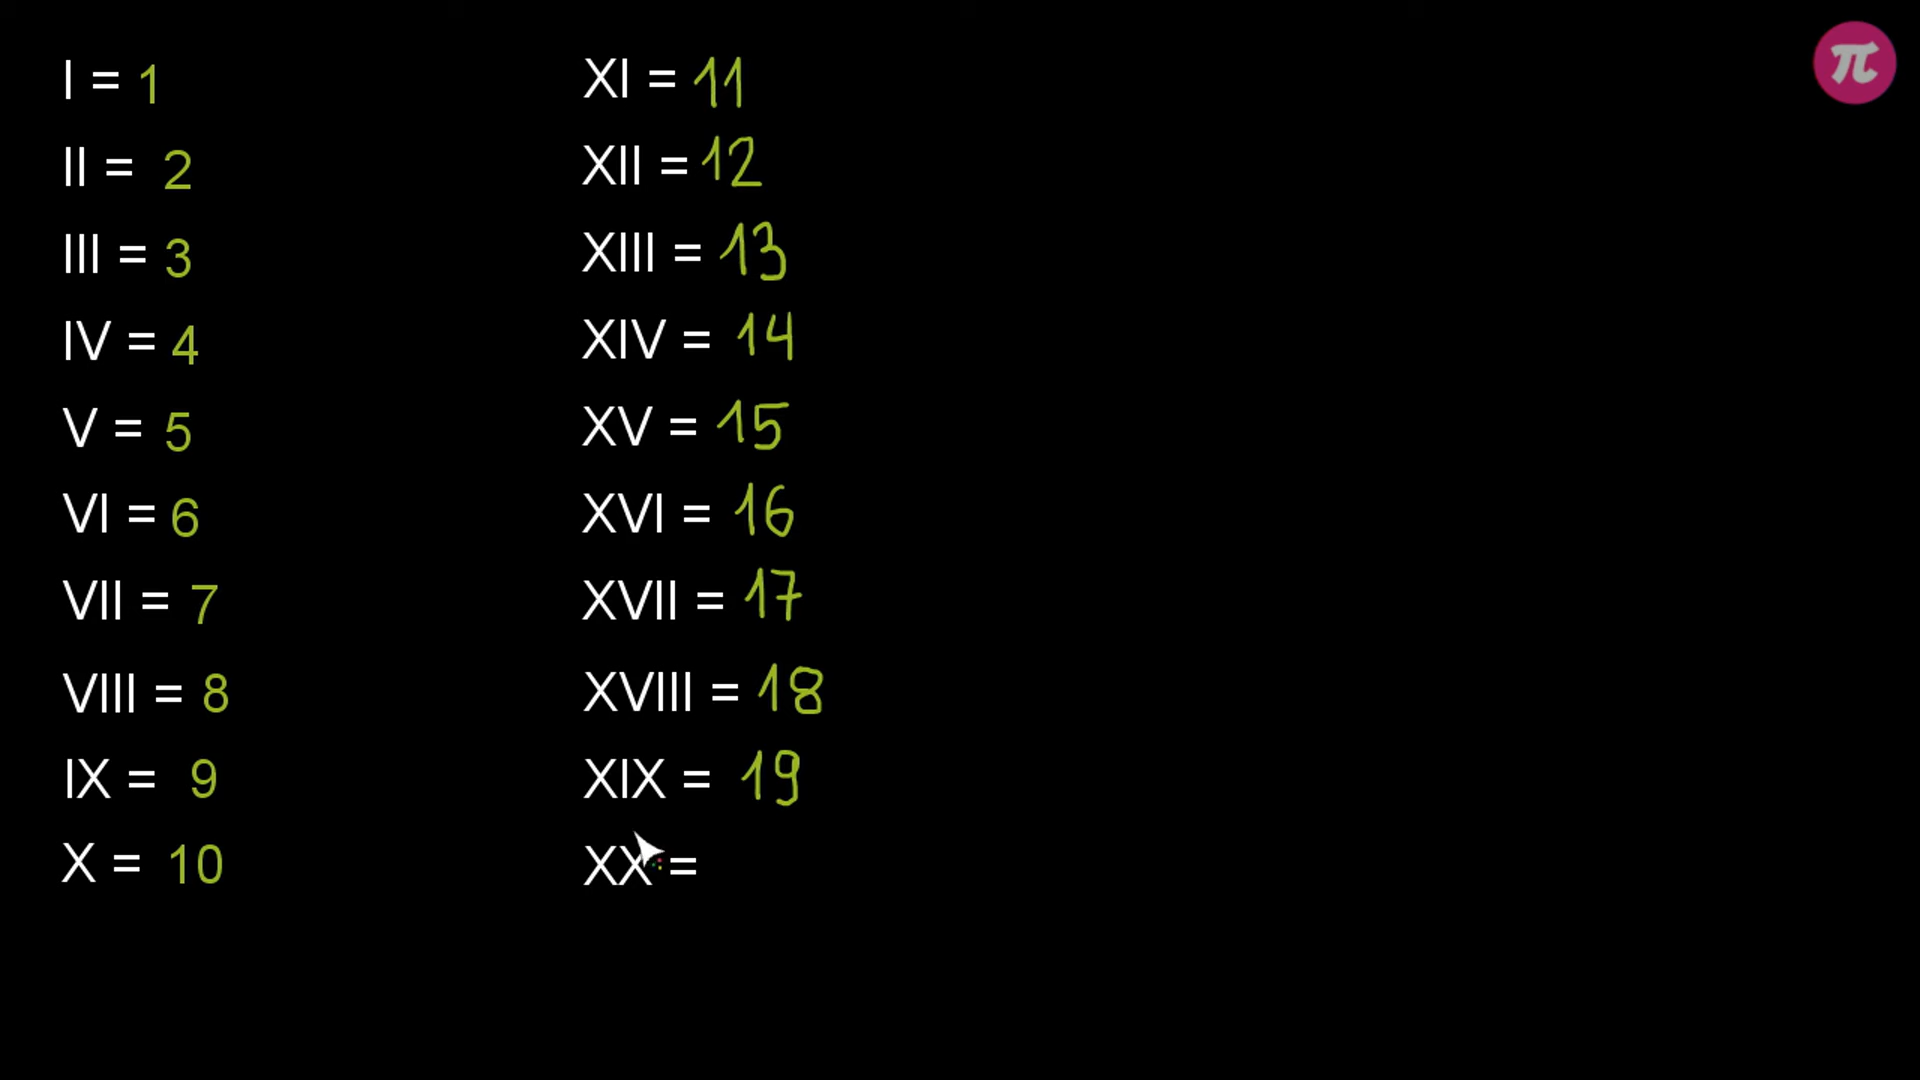 I = 1
II = 2
III = 3
IV = 4
V = 5
VI = 6
VII = 7
VIII = 8
IX = 9
X = 10
XI = 11
XII = 12
XIII = 13
XIV = 14
XV = 15
XVI = 16
XVII = 17
XVIII = 18
XIX = 19
XX =
π